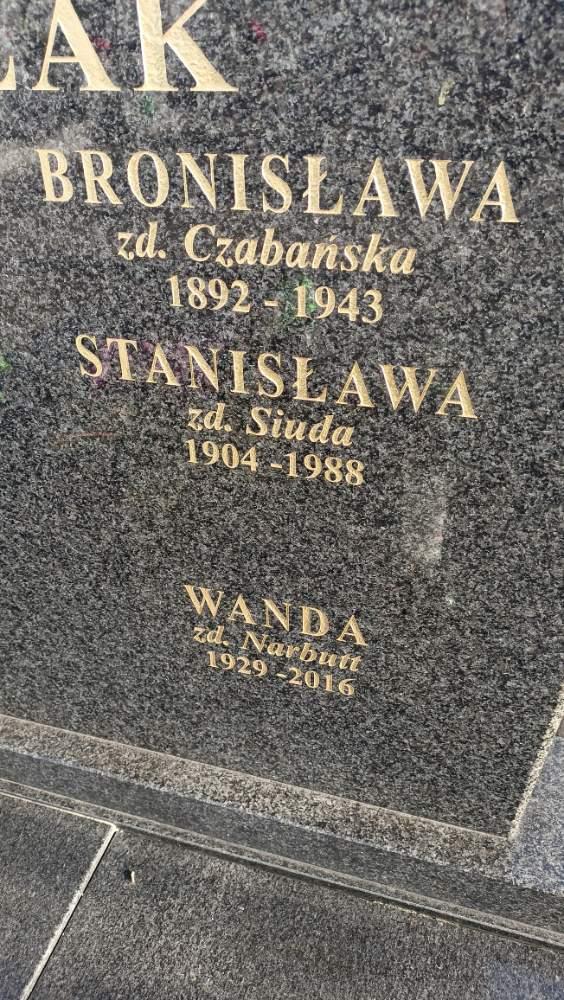 LAK
BRONISŁAWA
zd. Czabańska
1892 - 1943
STANISŁAWA
zd. Siuda
1904 - 1988
WANDA
zd. Narbutt
1929 - 2016